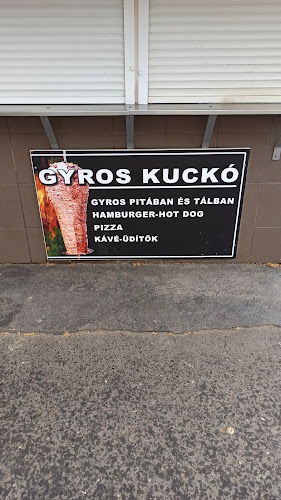 GYROS KUCKÓ
GYROS PITÁBAN ÉS TÁLBAN
HAMBURGER-HOT DOG
PIZZA
KÁVÉ-ÜDÍTŐK